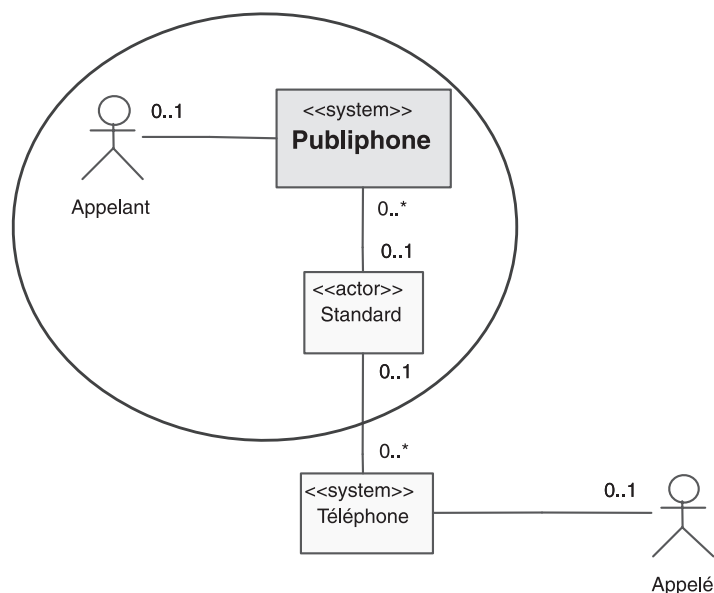 0..1
<<system>>
Publiphone
Appelant
0..*
0..1
<<actor>>
Standard
0..1
0..*
<<system>>
Téléphone
0..1
Appelé